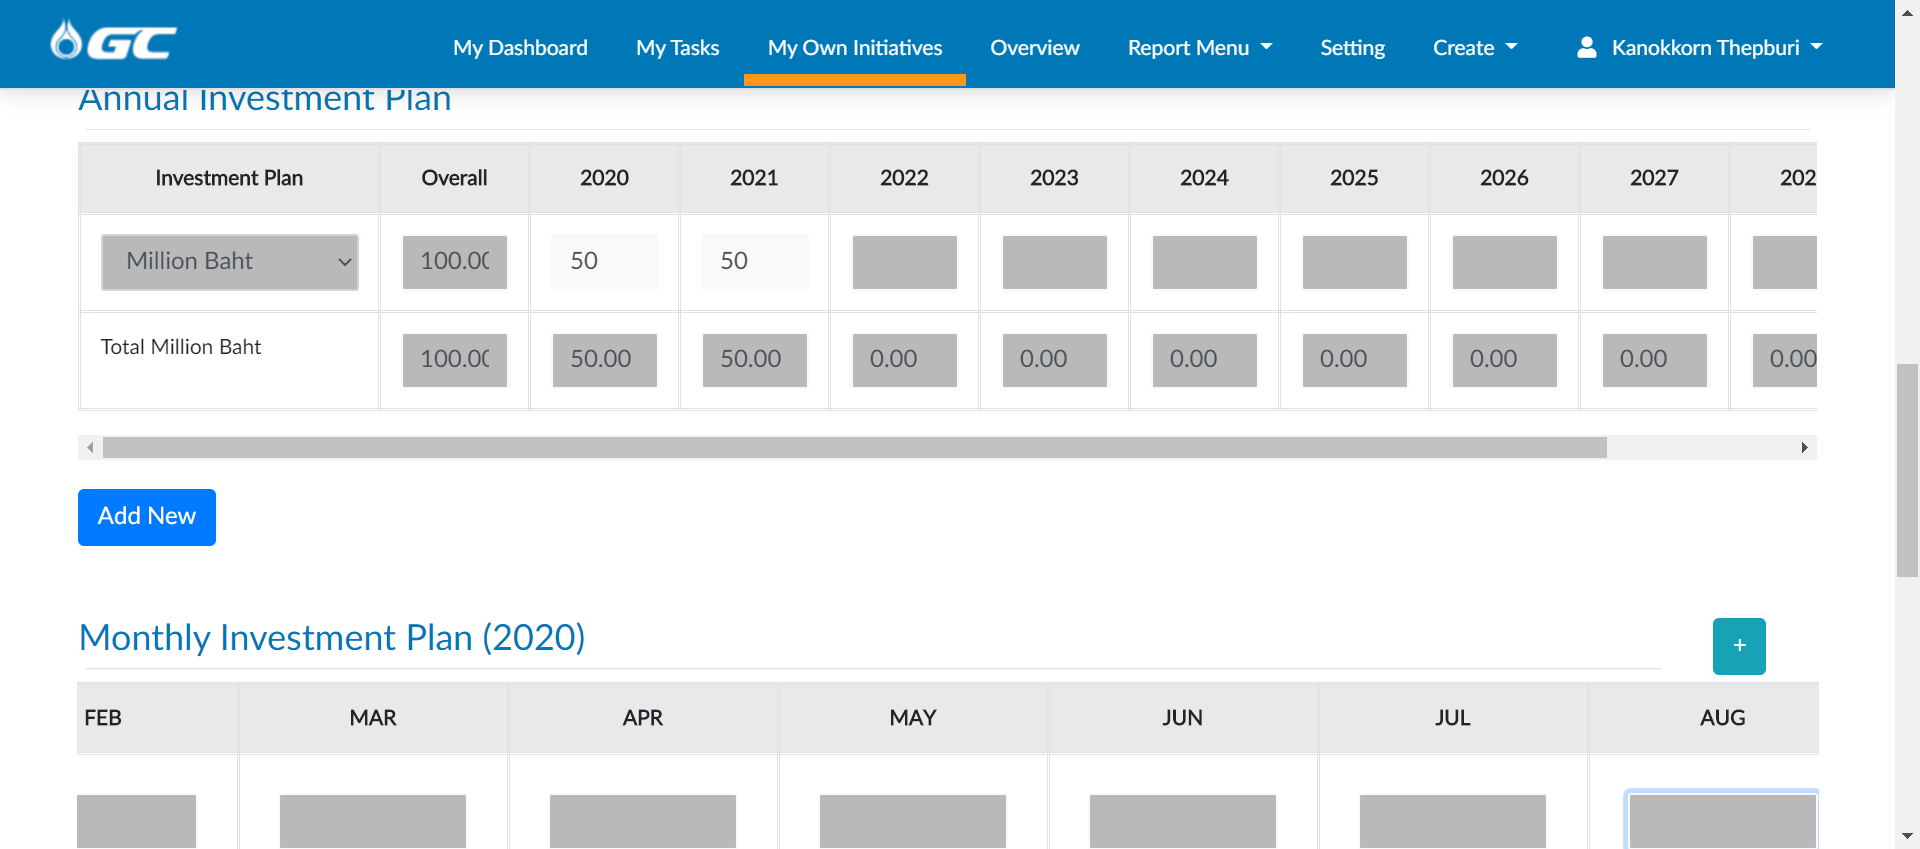 GC My Dashboard My Tasks My Own Initiatives Overview Report Menu Setting Create Kanokkorn Thepburi
Annual Investment Plan
Investment Plan Overall 2020 2021 2022 2023 2024 2025 2026 2027 202
Million Baht 100.00 50 50
Total Million Baht 100.00 50.00 50.00 0.00 0.00 0.00 0.00 0.00 0.00 0.00
Add New
Monthly Investment Plan (2020) +
FEB MAR APR MAY JUN JUL AUG